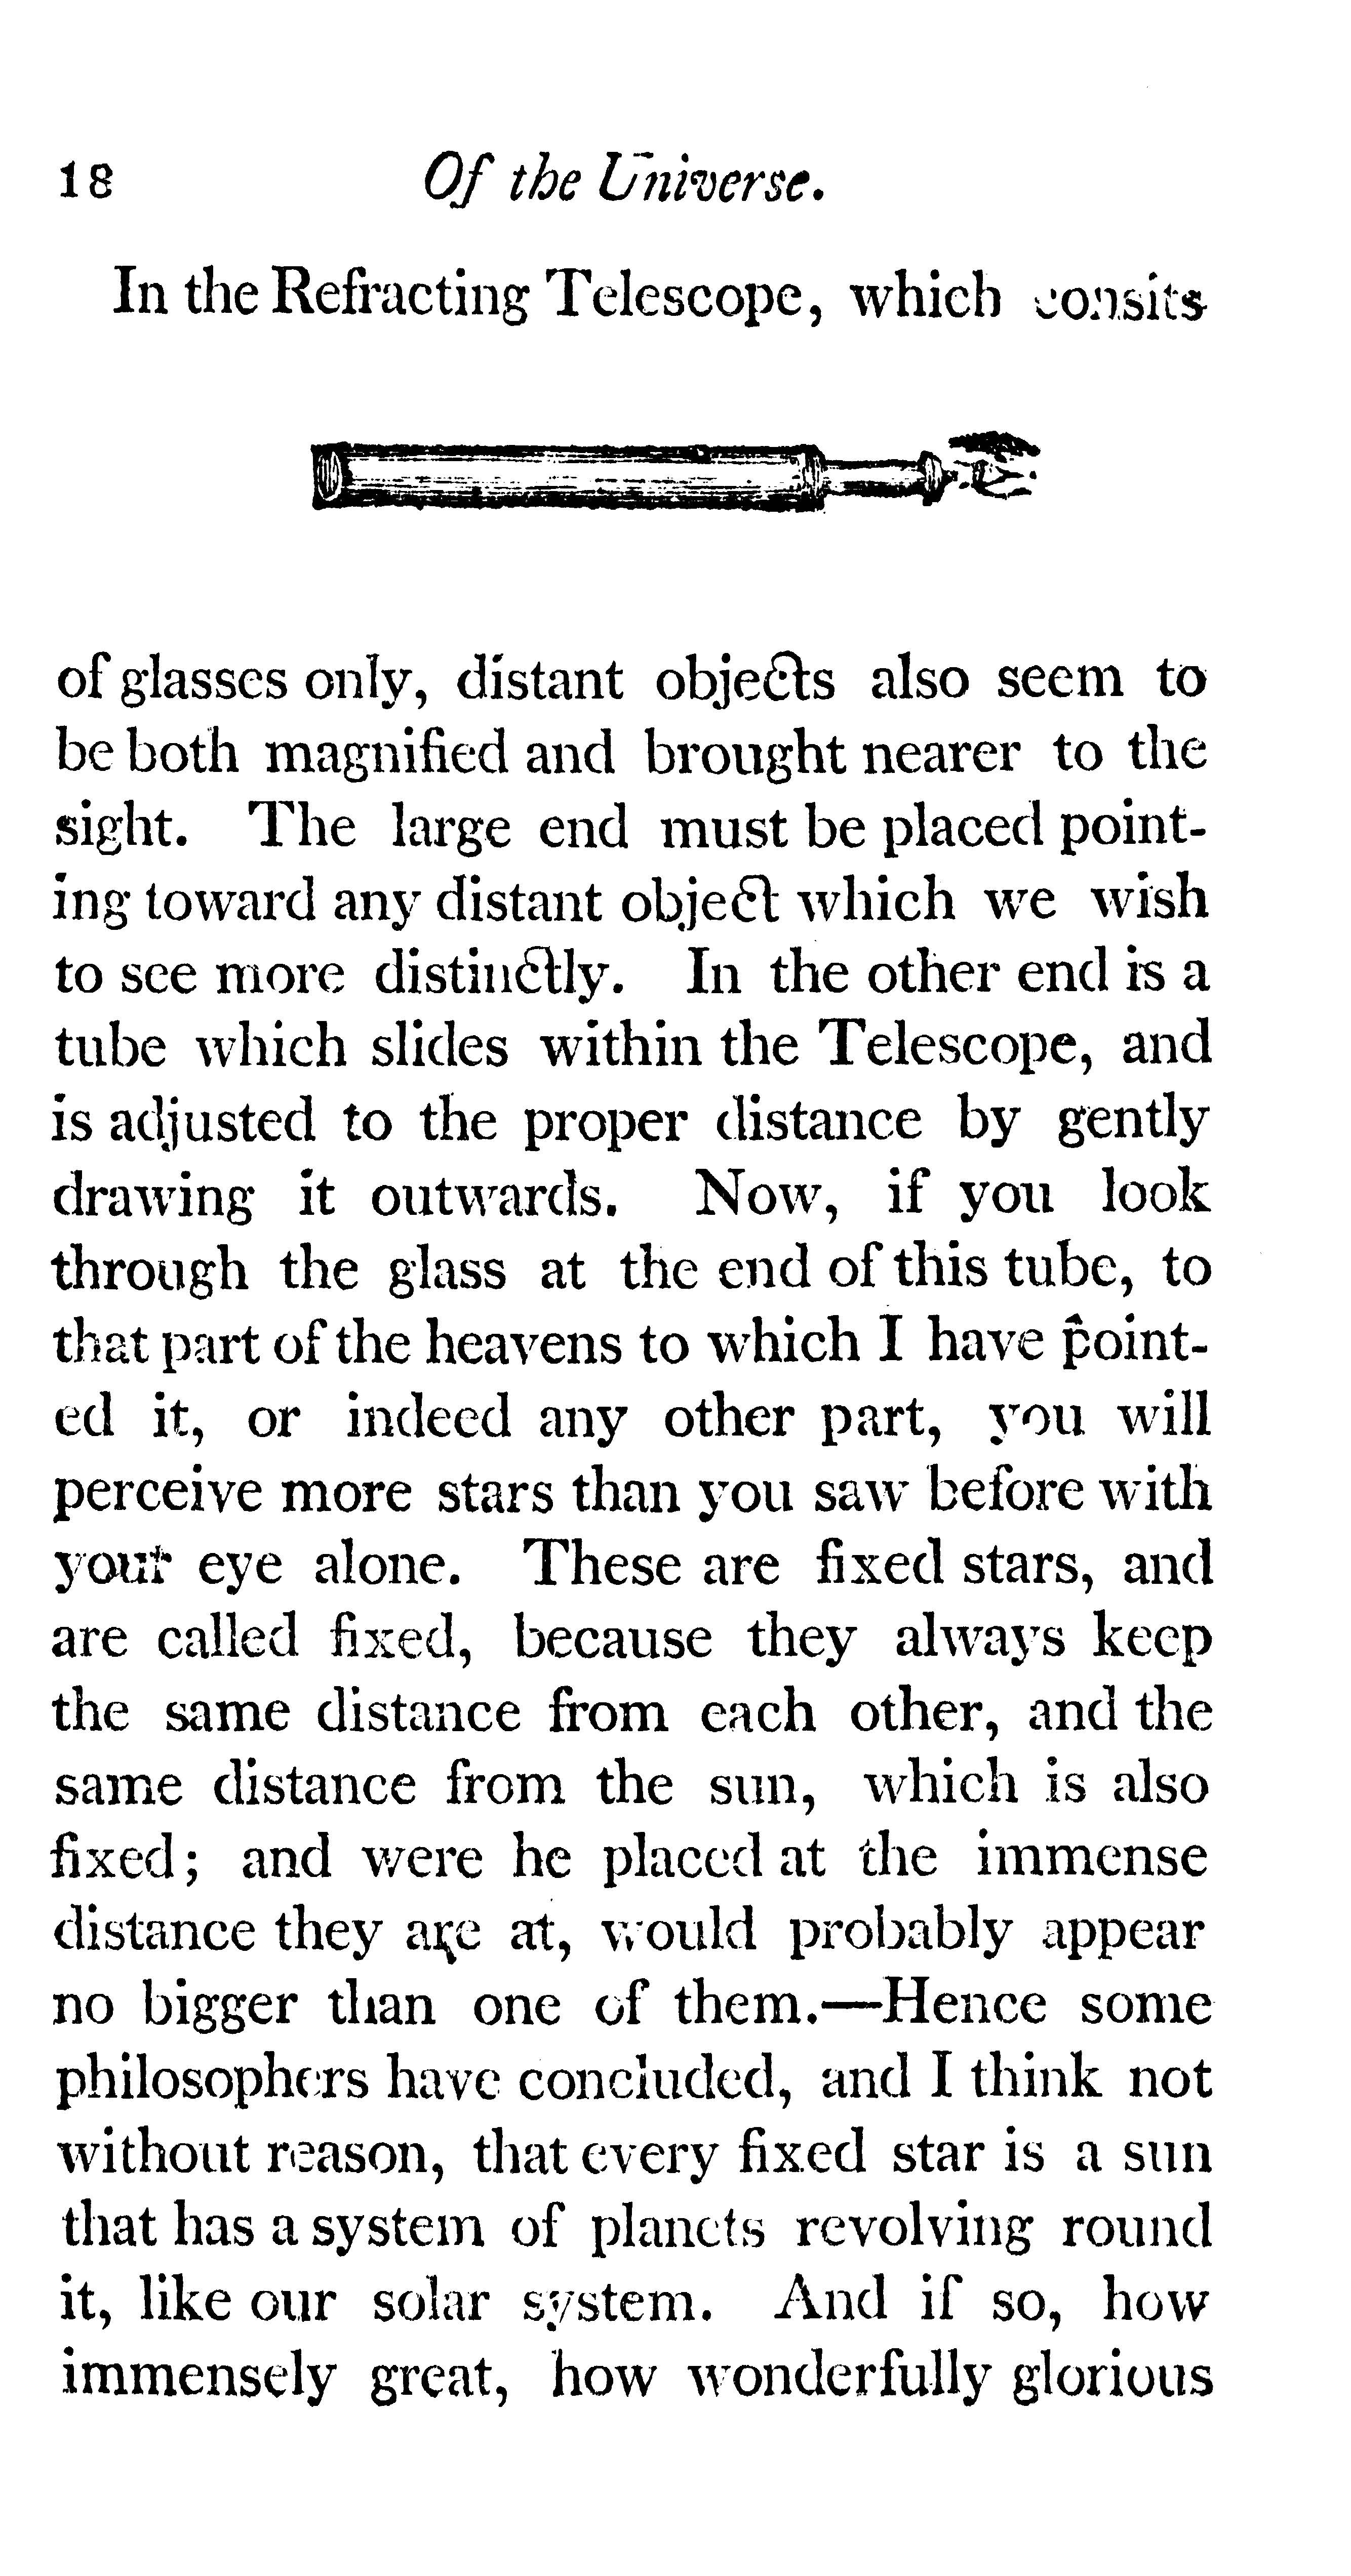 18 Of the Universe.
In the Refracting Telescope, which consits
of glasses only, distant objects also seem to
be both magnified and brought nearer to the
sight. The large end must be placed point-
ing toward any distant object which we wish
to see more distinctly. In the other end is a
tube which slides within the Telescope, and
is adjusted to the proper distance by gently
drawing it outwards. Now, if you look
through the glass at the end of this tube, to
that part of the heavens to which I have point-
ed it, or indeed any other part, you will
perceive more stars than you saw before with
your eye alone. These are fixed stars, and
are called fixed, because they always keep
the same distance from each other, and the
same distance from the sun, which is also
fixed; and were he placed at the immense
distance they are at, would probably appear
no bigger than one of them.—Hence some
philosophers have concluded, and I think not
without reason, that every fixed star is a sun
that has a system of planets revolving round
it, like our solar system. And if so, how
immensely great, how wonderfully glorious